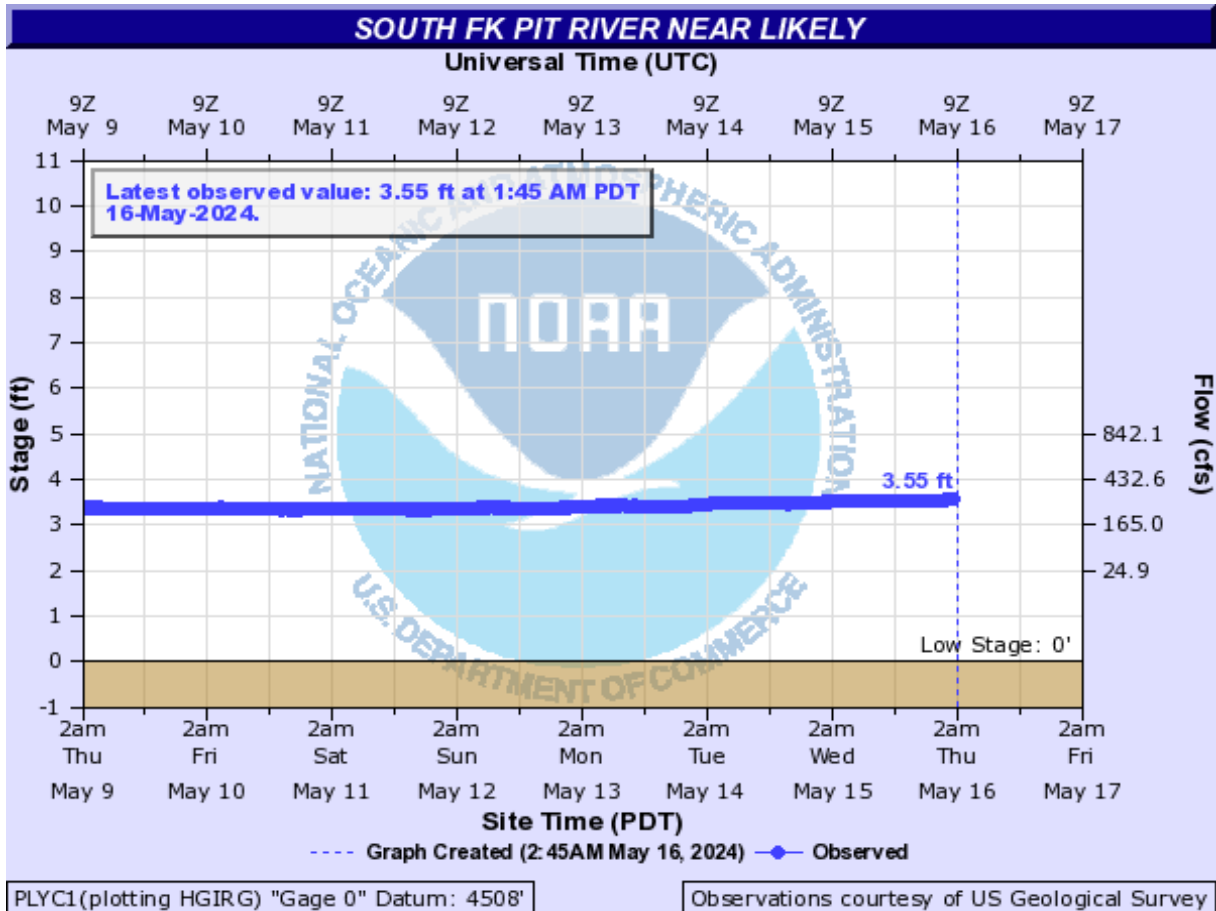 SOUTH FK PIT RIVER NEAR LIKELY
Universal Time (UTC)
9Z 9Z 9Z 9Z 9Z 9Z 9Z 9Z 9Z
May 9 May 10 May 11 May 12 May 13 May 14 May 15 May 16 May 17
Latest observed value: 3.55 ft at 1:45 AM PDT
16-May-2024.
NATIONAL OCEANIC AND ATMOSPHERIC ADMINISTRATION
NOAA
U.S. DEPARTMENT OF COMMERCE
Stage (ft)
11
10
9
8
7
6
5
4
3
2
1
0
-1
Flow (cfs)
842.1
432.6
165.0
24.9
3.55 ft
Low Stage: 0'
2am 2am 2am 2am 2am 2am 2am 2am 2am
Thu Fri Sat Sun Mon Tue Wed Thu Fri
May 9 May 10 May 11 May 12 May 13 May 14 May 15 May 16 May 17
Site Time (PDT)
Graph Created (2:45AM May 16, 2024) Observed
PLYC1(plotting HGIRG) "Gage 0" Datum: 4508'
Observations courtesy of US Geological Survey